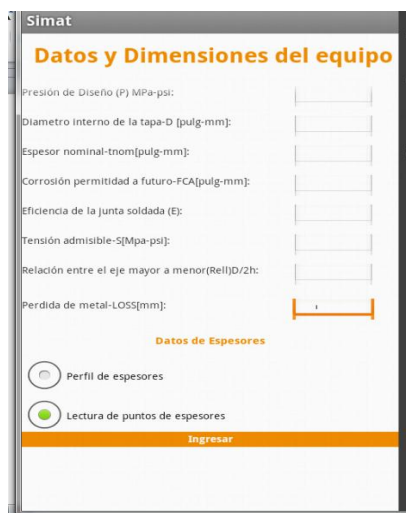 Simat
Datos y Dimensiones del equipo
Presión de Diseño (P) MPa-psi:
Diametro interno de la tapa-D [pulg-mm]:
Espesor nominal-tnom[pulg-mm]:
Corrosión permitida a futuro-FCA[pulg-mm]:
Eficiencia de la junta soldada (E):
Tensión admisible-S[Mpa-psi]:
Relación entre el eje mayor a menor(Rell)D/2h:
Perdida de metal-LOSS[mm]:
Datos de Espesores
Perfil de espesores
Lectura de puntos de espesores
Ingresar